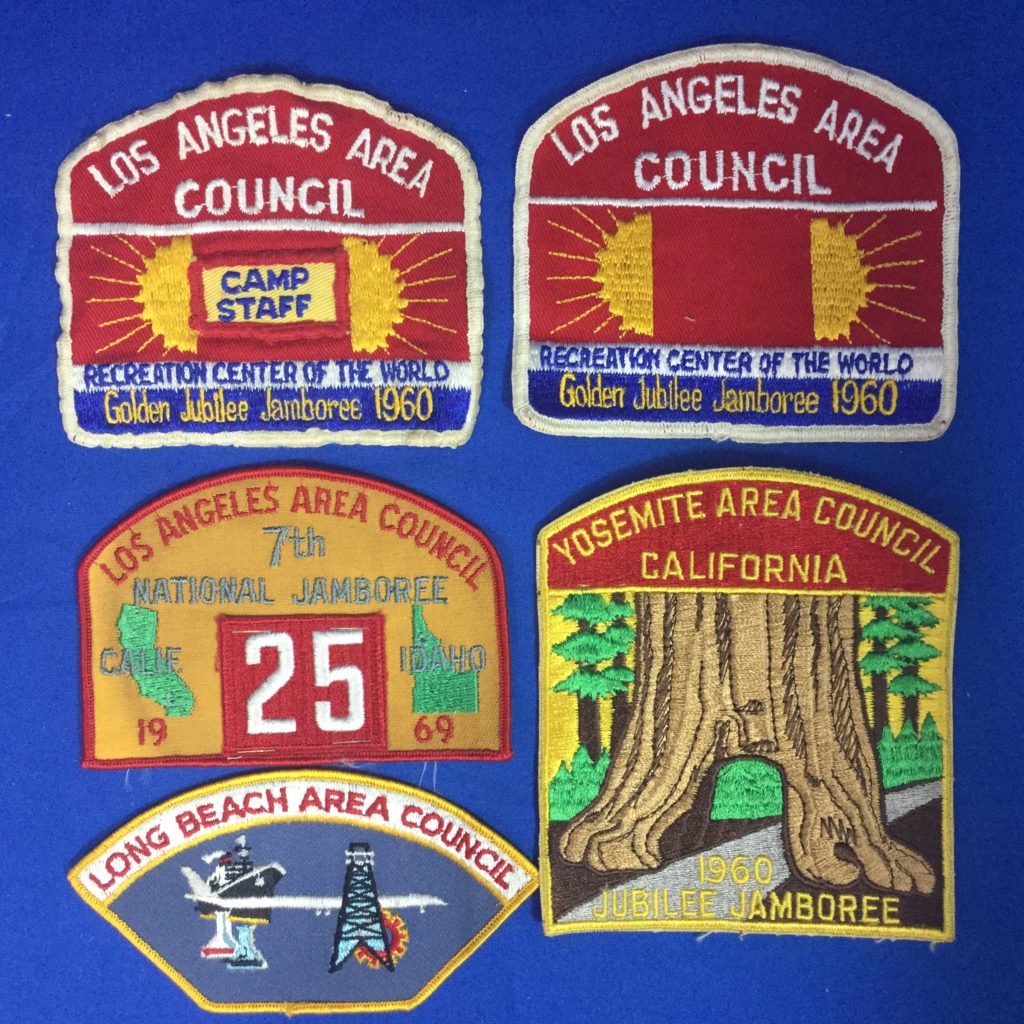 LOS ANGELES AREA
COUNCIL
CAMP
STAFF
RECREATION CENTER OF THE WORLD
Golden Jubilee Jamboree 1960
LOS ANGELES AREA
COUNCIL
RECREATION CENTER OF THE WORLD
Golden Jubilee Jamboree 1960
LOS ANGELES AREA COUNCIL
7th
NATIONAL JAMBOREE
CALIF
25
IDAHO
19
69
YOSEMITE AREA COUNCIL
CALIFORNIA
1960
JUBILEE JAMBOREE
LONG BEACH AREA COUNCIL